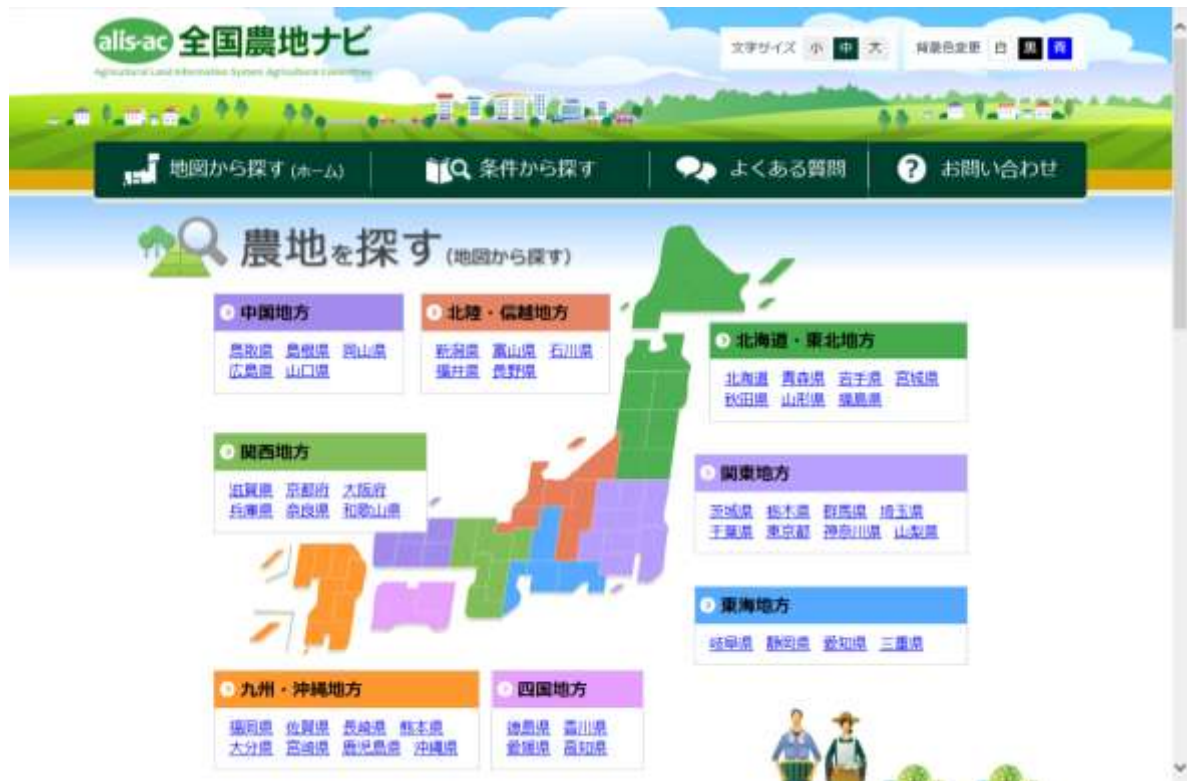 alis-ac 全国農地ナビ
Agricultural Land Information System Agricultural Committee
文字サイズ 小 中 大 背景色変更 白 黒 青
地図から探す(ホーム) 条件から探す よくある質問 お問い合わせ
農地を探す(地図から探す)
中国地方
鳥取県 島根県 岡山県
広島県 山口県
北陸・信越地方
新潟県 富山県 石川県
福井県 長野県
北海道・東北地方
北海道 青森県 岩手県 宮城県
秋田県 山形県 福島県
関西地方
滋賀県 京都府 大阪府
兵庫県 奈良県 和歌山県
関東地方
茨城県 栃木県 群馬県 埼玉県
千葉県 東京都 神奈川県 山梨県
東海地方
岐阜県 静岡県 愛知県 三重県
九州・沖縄地方
福岡県 佐賀県 長崎県 熊本県
大分県 宮崎県 鹿児島県 沖縄県
四国地方
徳島県 香川県
愛媛県 高知県